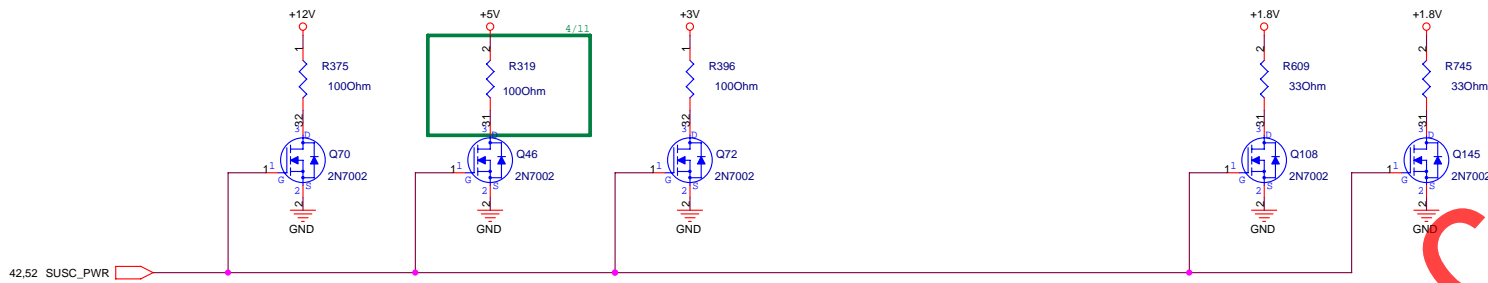 +12V
+5V
+3V
+1.8V
+1.8V
4/11
1
2
1
2
2
R375
100Ohm
R319
100Ohm
R396
100Ohm
R609
33Ohm
R745
33Ohm
32
31
32
31
31
3
D
3
D
3
D
3
D
3
D
Q70
2N7002
Q46
2N7002
Q72
2N7002
Q108
2N7002
Q145
2N7002
1 1
G
1 1
G
1 1
G
1 1
G
1 1
G
2
S
2
S
2
S
2
S
2
S
2
2
2
2
2
GND
GND
GND
GND
GND
42,52 SUSC_PWR